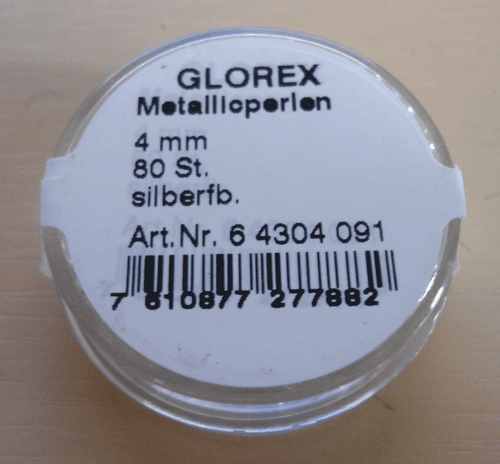 GLOREX
Metallicperlen
4 mm
80 St.
silberfb.
Art.Nr. 6 4304 091
7 610877 277882